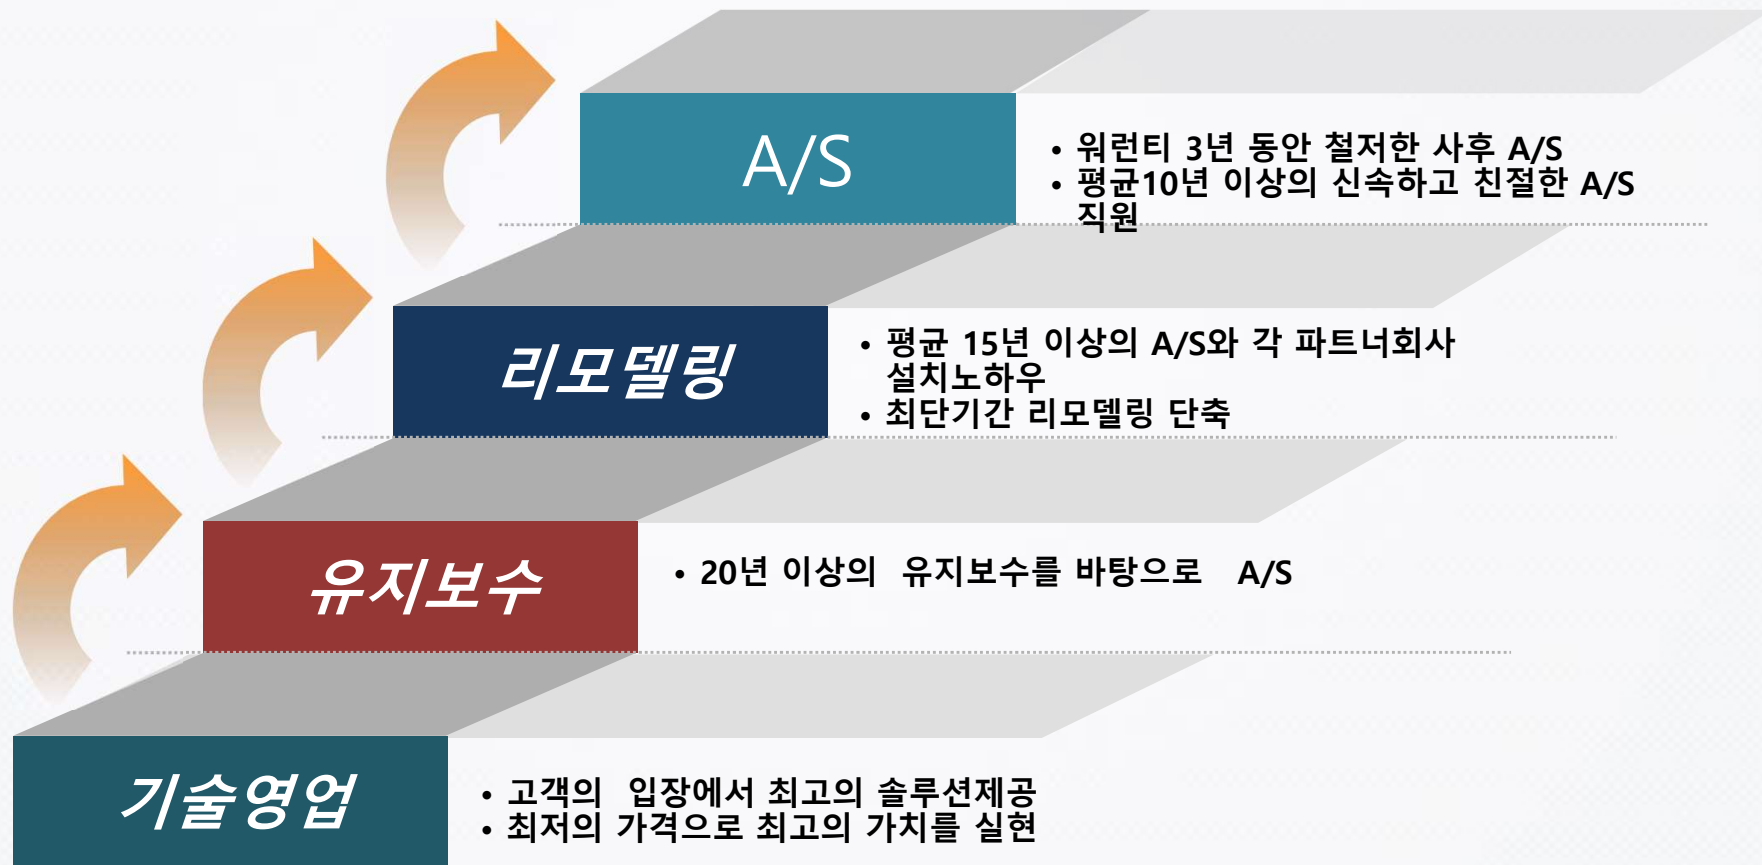 A/S
• 워런티 3년 동안 철저한 사후 A/S
• 평균10년 이상의 신속하고 친절한 A/S
직원
리모델링
• 평균 15년 이상의 A/S와 각 파트너회사
설치노하우
• 최단기간 리모델링 단축
유지보수
• 20년 이상의 유지보수를 바탕으로 A/S
기술영업
• 고객의 입장에서 최고의 솔루션제공
• 최저의 가격으로 최고의 가치를 실현